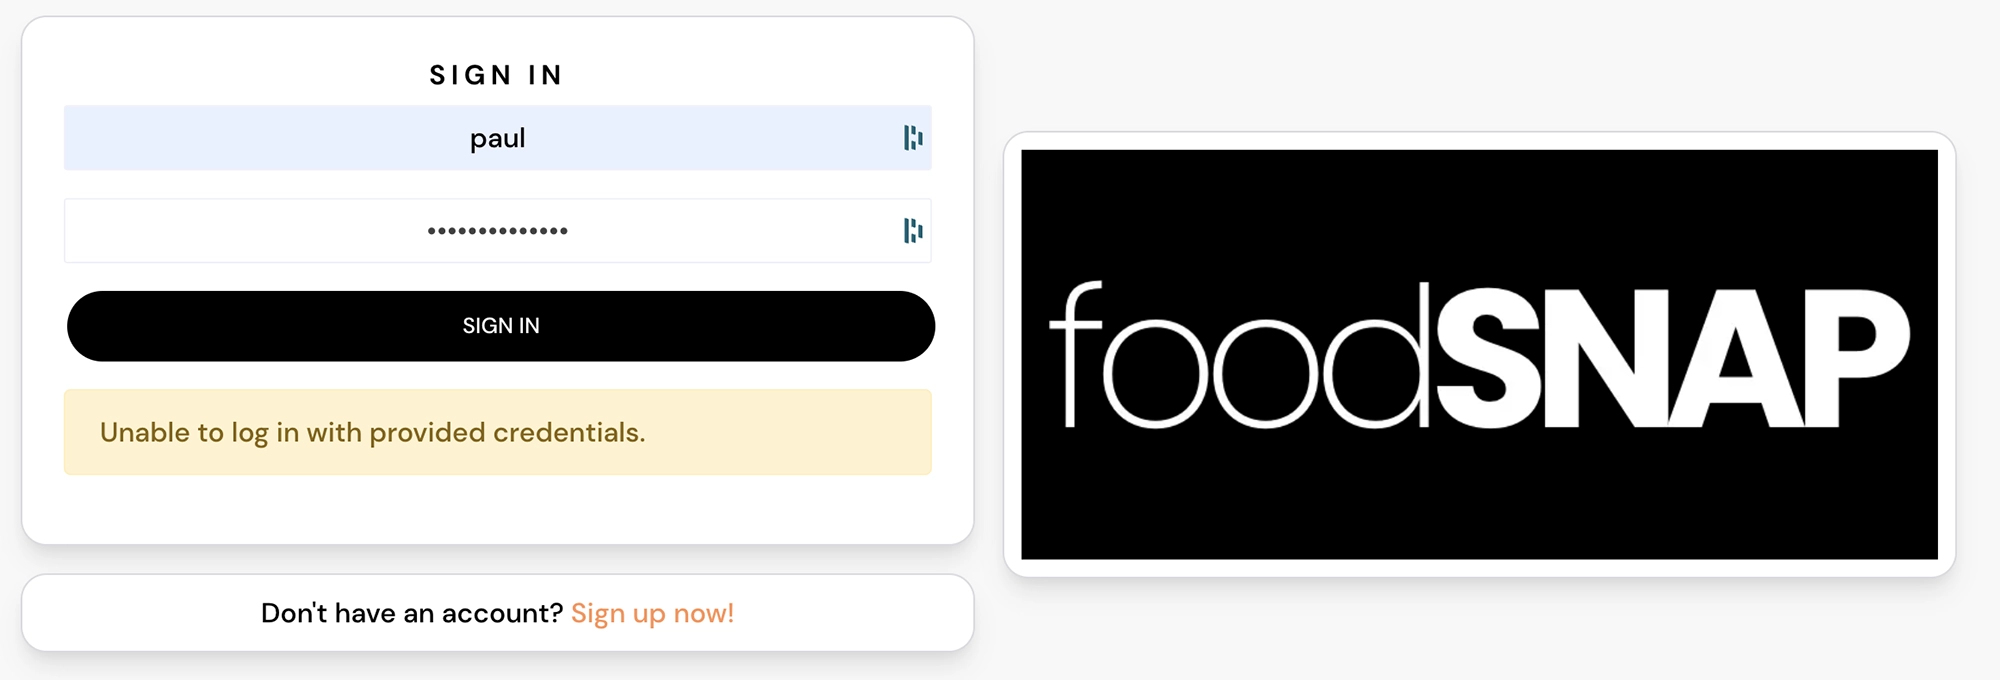 SIGN IN
paul
••••••••••••••
SIGN IN
Unable to log in with provided credentials.
Don't have an account? Sign up now!
foodSNAP